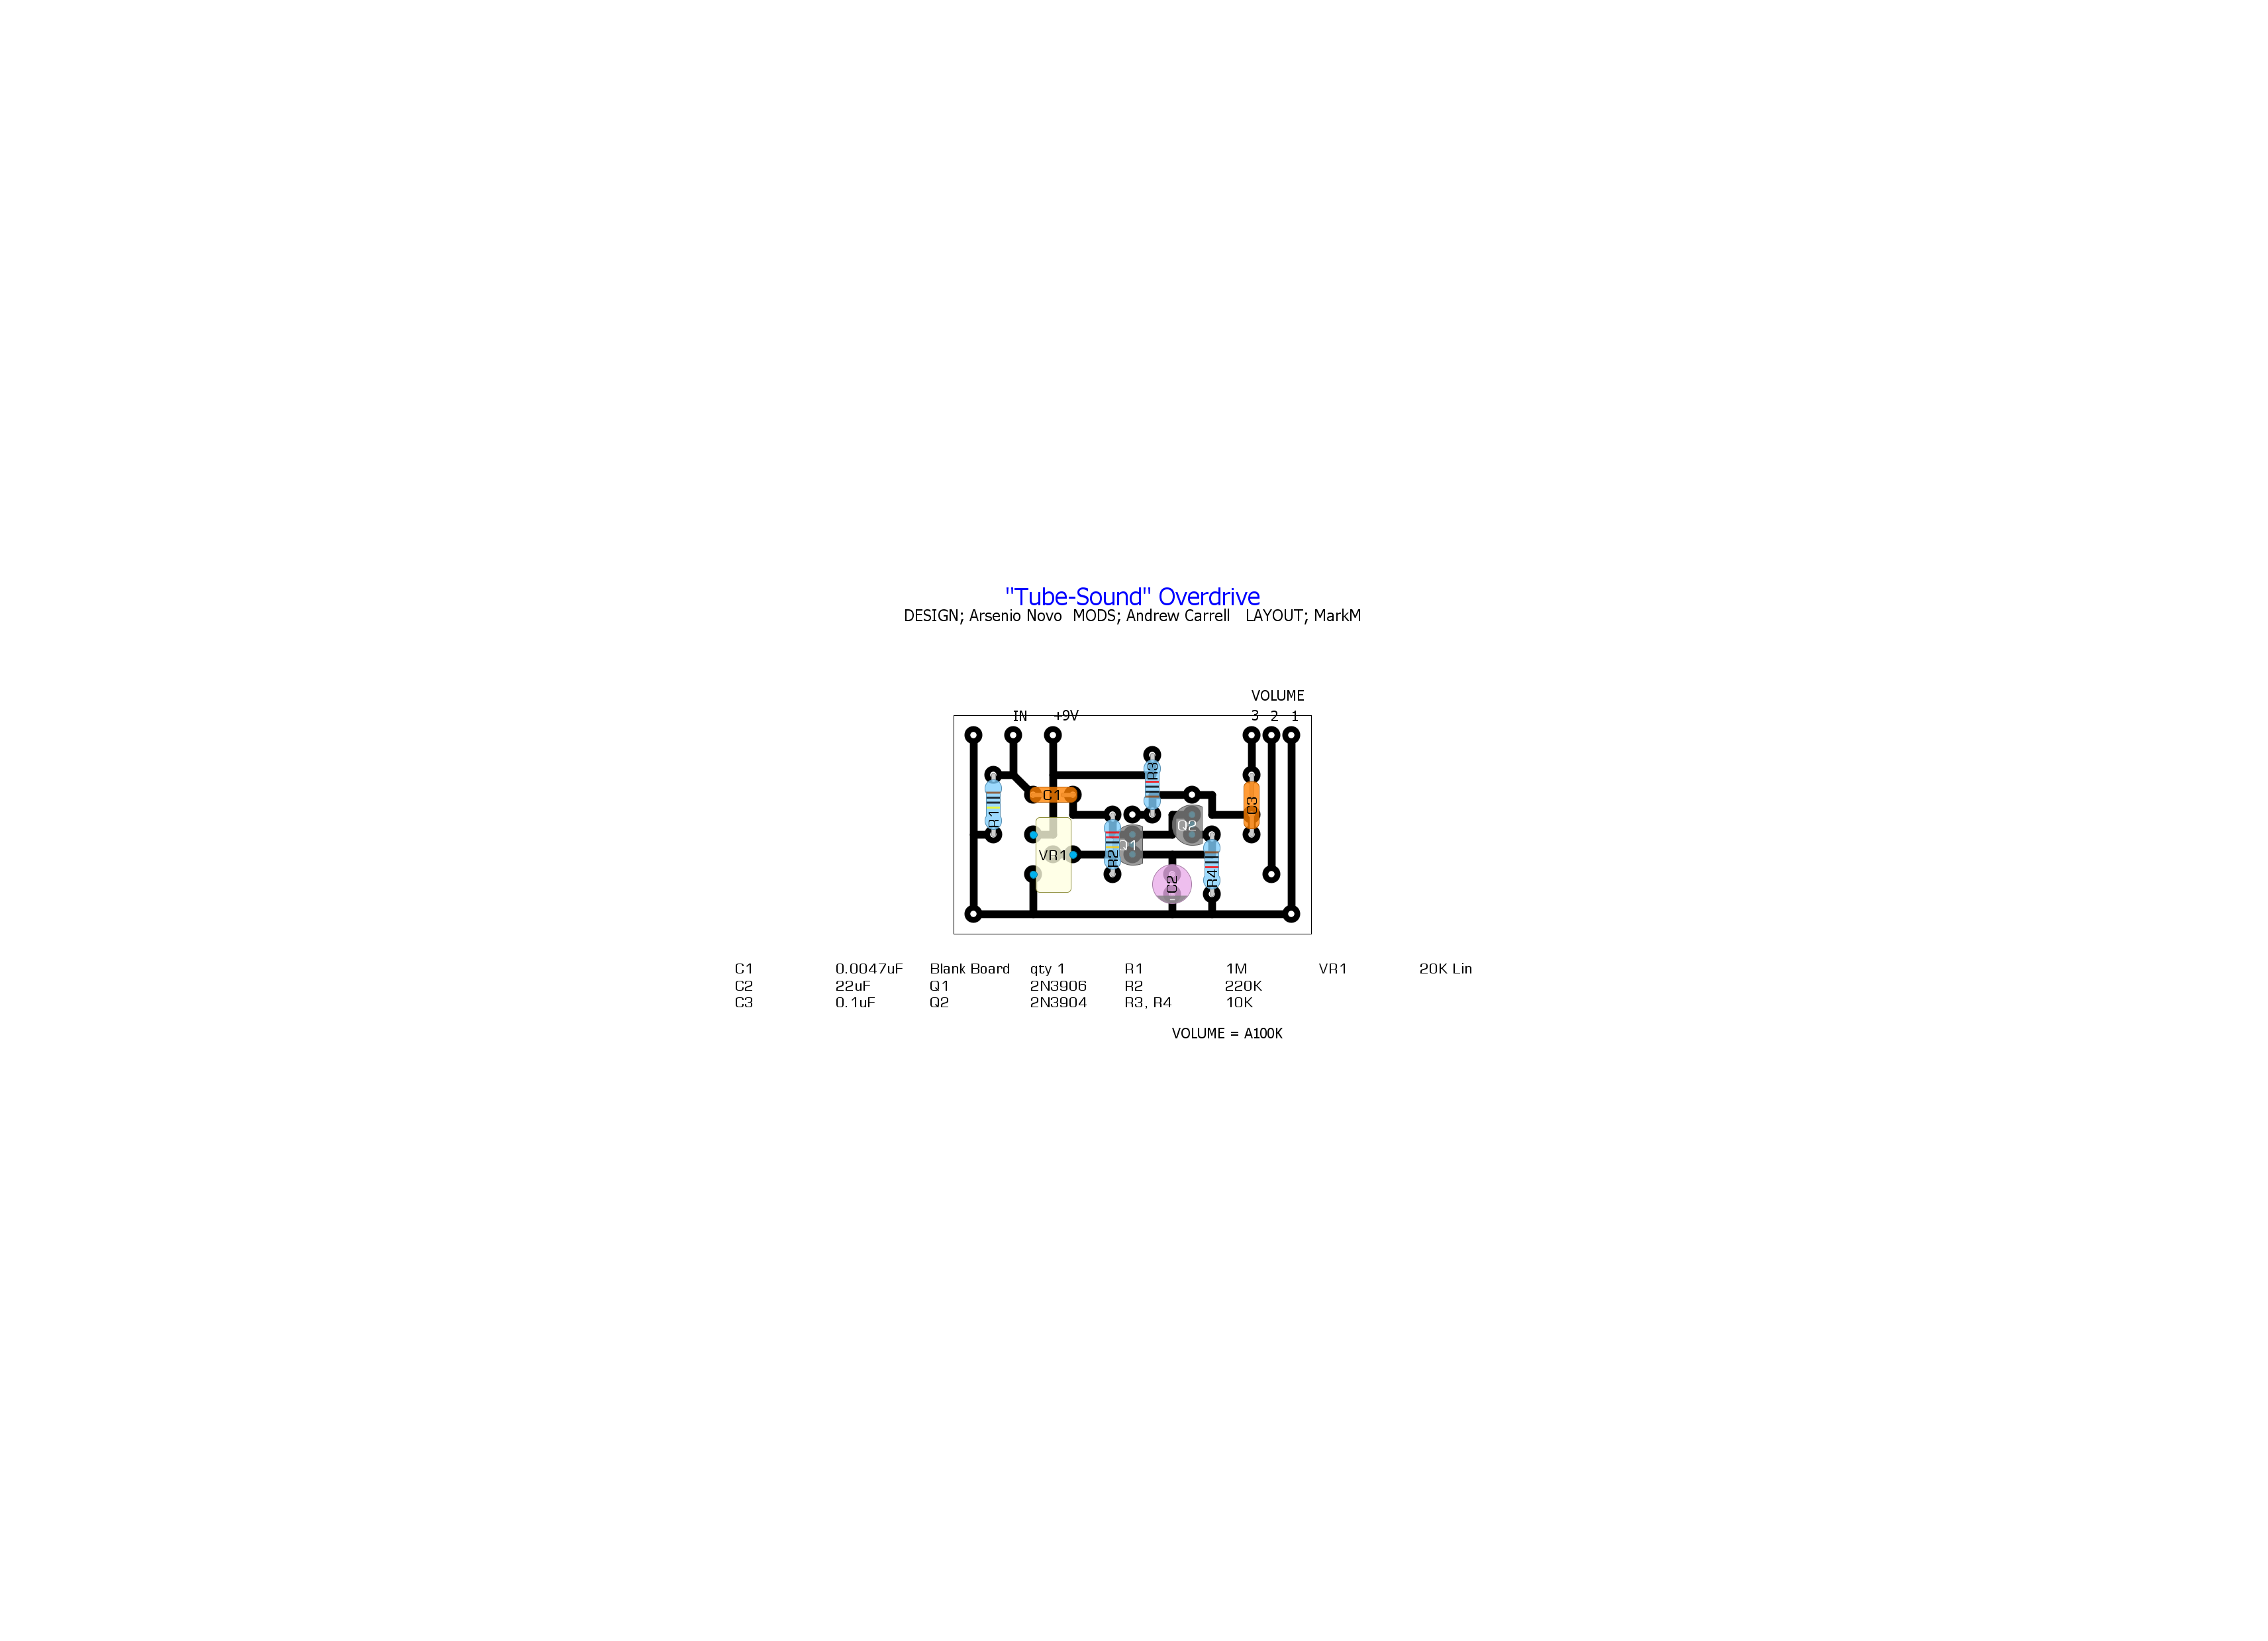 "Tube-Sound" Overdrive
DESIGN; Arsenio Novo MODS; Andrew Carrell LAYOUT; MarkM
VOLUME
IN +9V 3 2 1
R3
C1
C3
R1
Q2
Q1
VR1
R2
R4
C2
C1 0.0047uF Blank Board qty 1 R1 1M VR1 20K Lin
C2 22uF Q1 2N3906 R2 220K
C3 0.1uF Q2 2N3904 R3, R4 10K
VOLUME = A100K